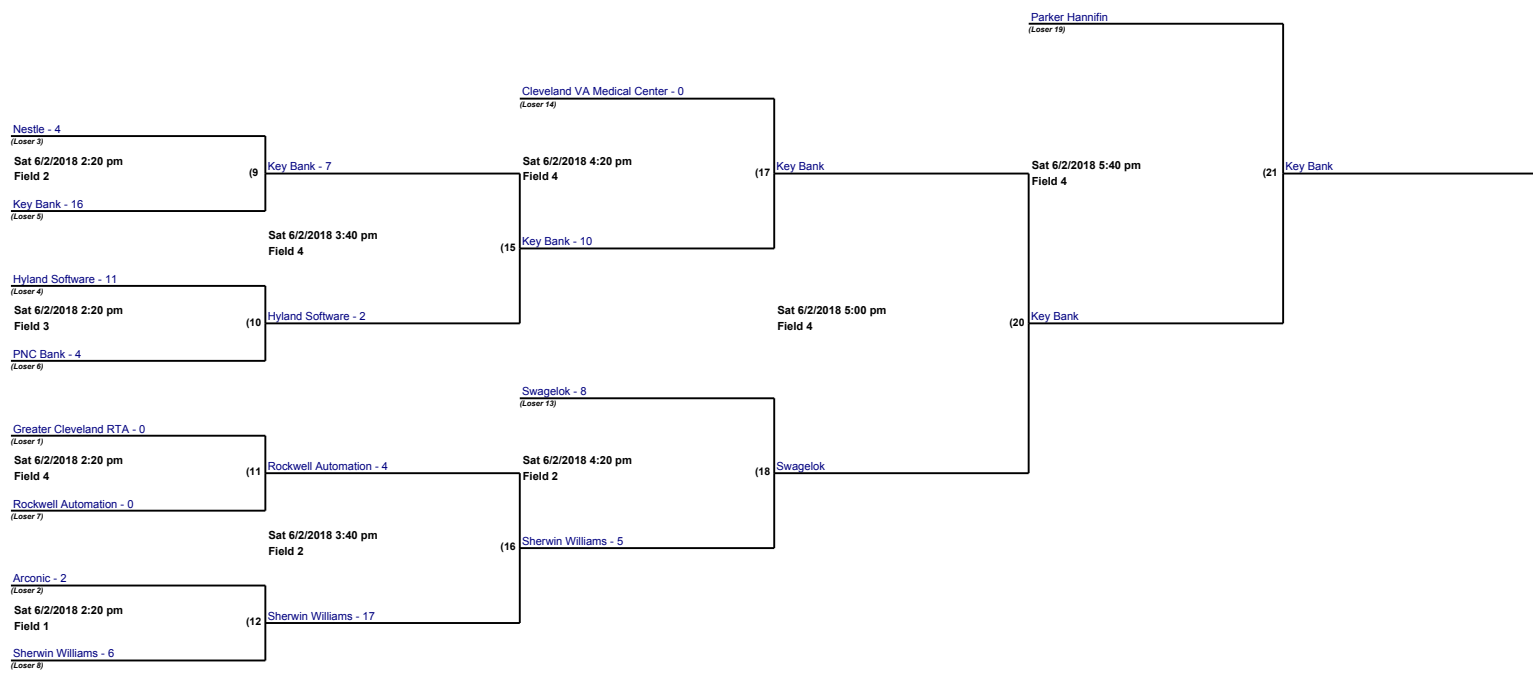 Parker Hannifin
(Loser 19)
Cleveland VA Medical Center - 0
(Loser 14)
Nestle - 4
(Loser 3)
Sat 6/2/2018 2:20 pm
Field 2
(9
Key Bank - 7
Key Bank - 16
(Loser 5)
Sat 6/2/2018 4:20 pm
Field 4
(17
Key Bank
Sat 6/2/2018 5:40 pm
Field 4
(21
Key Bank
Sat 6/2/2018 3:40 pm
Field 4
(15
Key Bank - 10
Hyland Software - 11
(Loser 4)
Sat 6/2/2018 2:20 pm
Field 3
(10
Hyland Software - 2
PNC Bank - 4
(Loser 6)
Sat 6/2/2018 5:00 pm
Field 4
(20
Key Bank
Swagelok - 8
(Loser 13)
Greater Cleveland RTA - 0
(Loser 1)
Sat 6/2/2018 2:20 pm
Field 4
(11
Rockwell Automation - 4
Rockwell Automation - 0
(Loser 7)
Sat 6/2/2018 4:20 pm
Field 2
(18
Swagelok
Sat 6/2/2018 3:40 pm
Field 2
(16
Sherwin Williams - 5
Arconic - 2
(Loser 2)
Sat 6/2/2018 2:20 pm
Field 1
(12
Sherwin Williams - 17
Sherwin Williams - 6
(Loser 8)